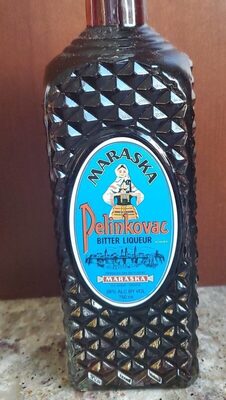 MARASKA
Pelinkovac
BITTER LIQUEUR
MARASKA
750 mL